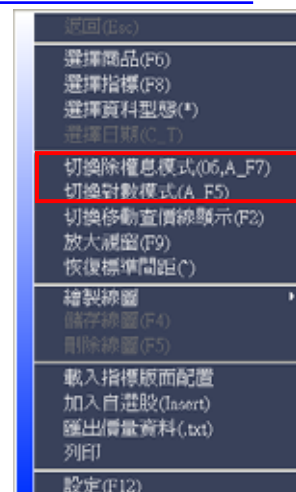 返回(Esc)
選擇商品(F6)
選擇指標(F8)
選擇資料型態(*)
選擇日期(C_T)
切換除權息模式(06,A_F7)
切換對數模式(A_F5)
切換移動查價線顯示(F2)
放大視窗(F9)
恢復標準間距(^)
繪製線圖
儲存線圖(F4)
刪除線圖(F5)
載入指標版面配置
加入自選股(Insert)
匯出價量資料(.txt)
列印
設定(F12)